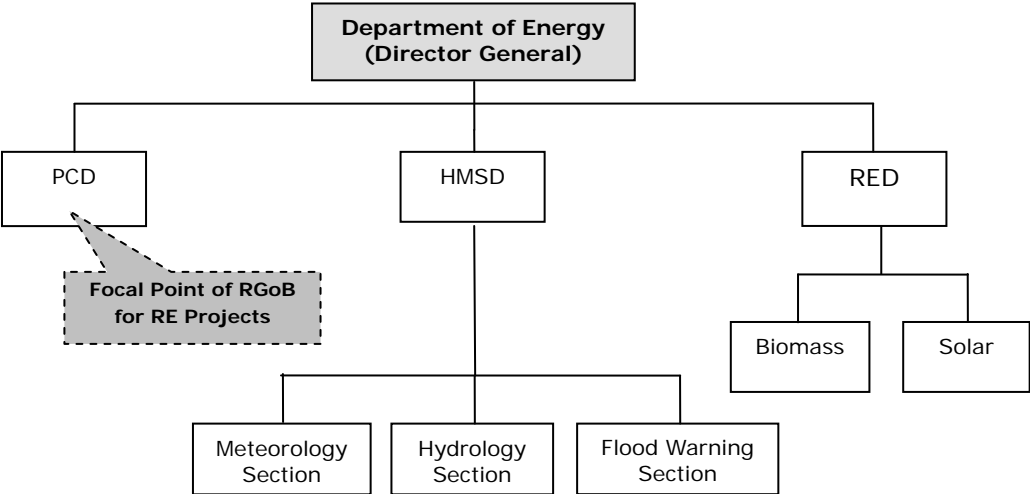 Department of Energy
(Director General)
PCD
HMSD
RED
Focal Point of RGoB
for RE Projects
Biomass
Solar
Meteorology
Section
Hydrology
Section
Flood Warning
Section